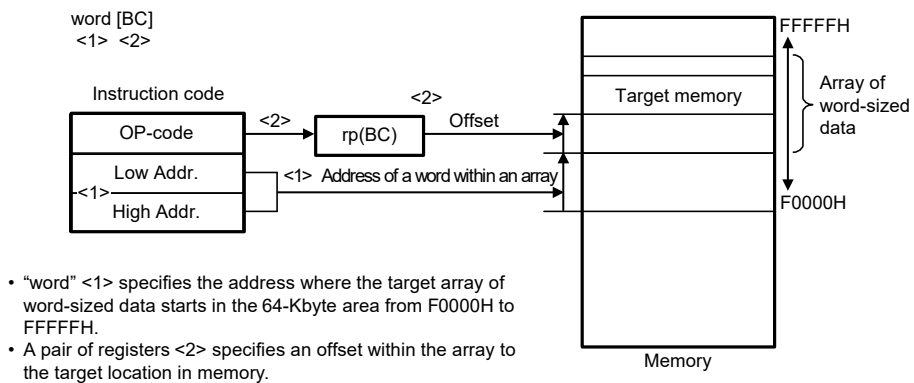 word [BC]
<1> <2>
Instruction code
OP-code
Low Addr.
<1>
High Addr.
<2>
rp(BC)
<2>
Offset
<1> Address of a word within an array
FFFFFH
Target memory
Array of
word-sized
data
F0000H
Memory
• “word” <1> specifies the address where the target array of
word-sized data starts in the 64-Kbyte area from F0000H to
FFFFFH.
• A pair of registers <2> specifies an offset within the array to
the target location in memory.